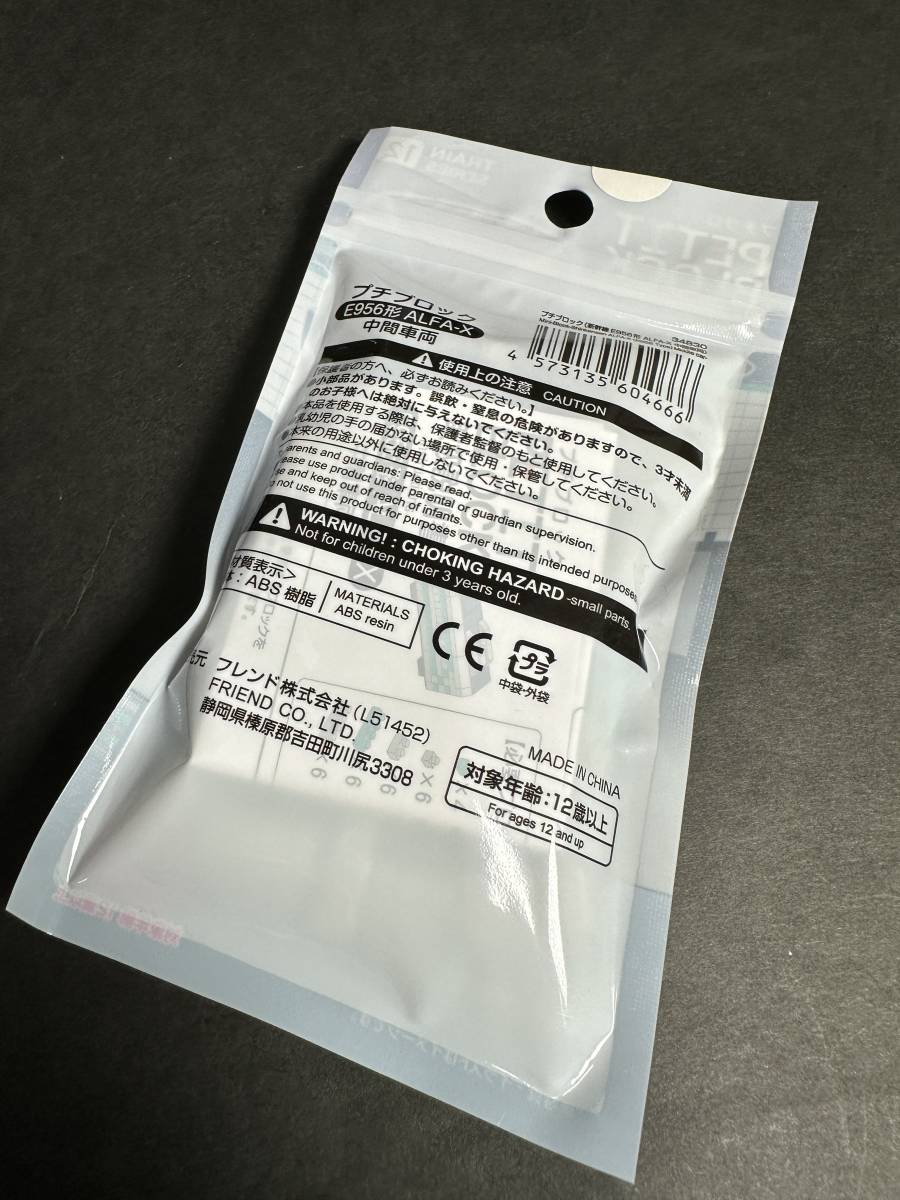 プチブロック
E956形 ALFA-X
中間車両
プチブロック(新幹線 E956形 ALFA-X 中間車両)
34830
4 573135 604666
使用上の注意 CAUTION
【保護者の方へ、必ずお読みください。】
小部品があります。誤飲・窒息の危険がありますので、3才未満
のお子様へは絶対に与えないでください。
本品を使用する際は、保護者監督のもと使用してください。
乳幼児の手の届かない場所で使用・保管してください。
本来の用途以外に使用しないでください。
parents and guardians: Please read.
ease use product under parental or guardian supervision.
se and keep out of reach of infants.
o not use this product for purposes other than its intended purposes.
WARNING! : CHOKING HAZARD -small parts.
Not for children under 3 years old.
材質表示>
体:ABS 樹脂
MATERIALS
ABS resin
CE
プラ
中袋・外袋
元 フレンド株式会社 (L51452)
FRIEND CO., LTD.
静岡県榛原郡吉田町川尻3308
MADE IN CHINA
対象年齢:12歳以上
For ages 12 and up